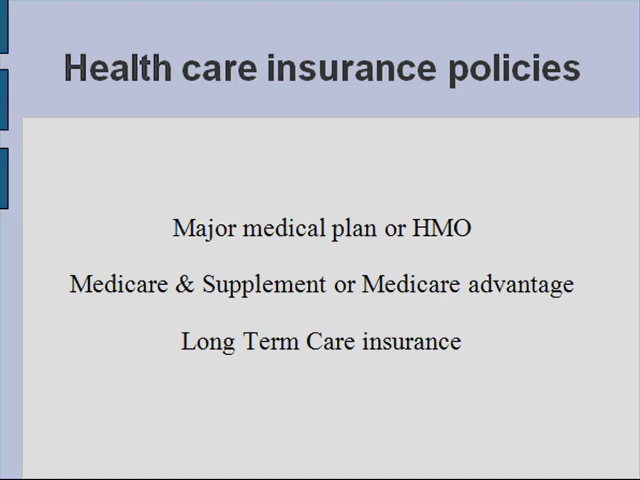 Health care insurance policies
Major medical plan or HMO
Medicare & Supplement or Medicare advantage
Long Term Care insurance